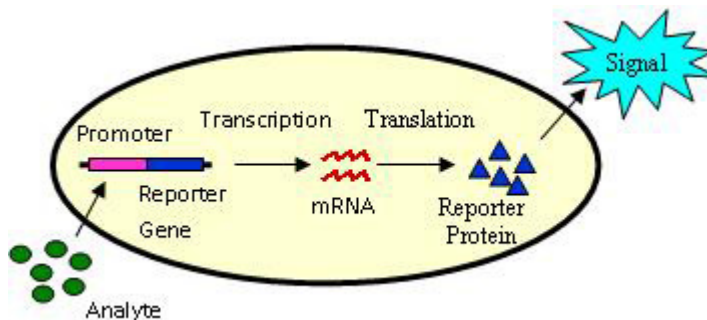 Signal
Transcription Translation
Promoter
Reporter
Gene
mRNA
Reporter
Protein
Analyte